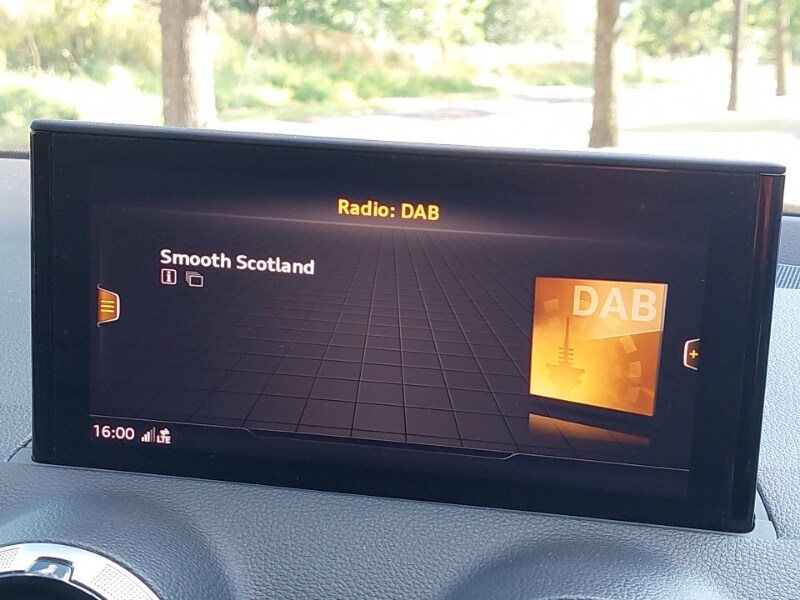 Radio: DAB
Smooth Scotland
DAB
16:00 LTE